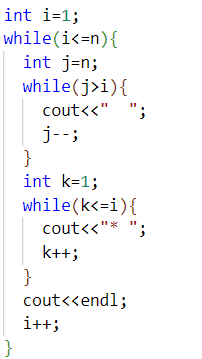 int i=1;
while(i<=n){
  int j=n;
  while(j>i){
    cout<<"  ";
    j--;
  }
  int k=1;
  while(k<=i){
    cout<<"* ";
    k++;
  }
  cout<<endl;
  i++;
}